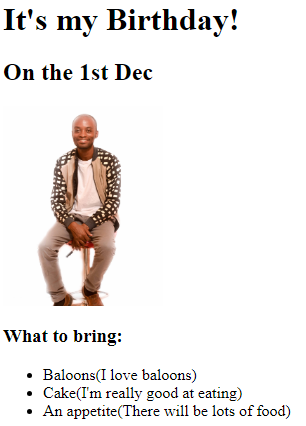 It's my Birthday!
On the 1st Dec
What to bring:
Baloons(I love baloons)
Cake(I'm really good at eating)
An appetite(There will be lots of food)